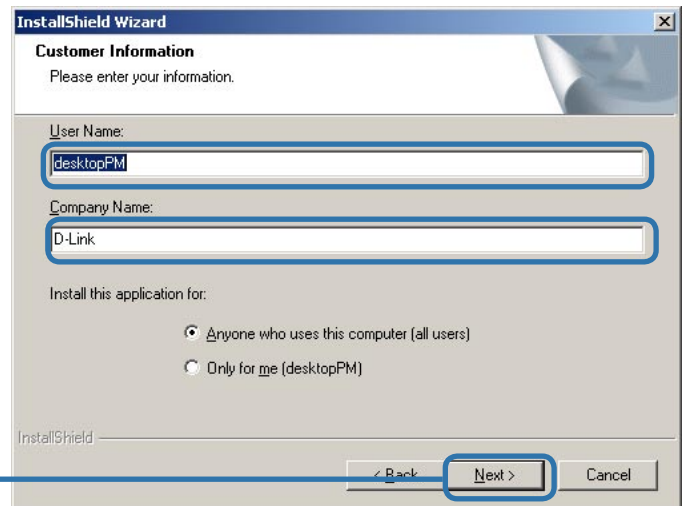 InstallShield Wizard
Customer Information
Please enter your information.
User Name:
desktopPM
Company Name:
D-Link
Install this application for:
Anyone who uses this computer (all users)
Only for me (desktopPM)
InstallShield
< Back Next > Cancel